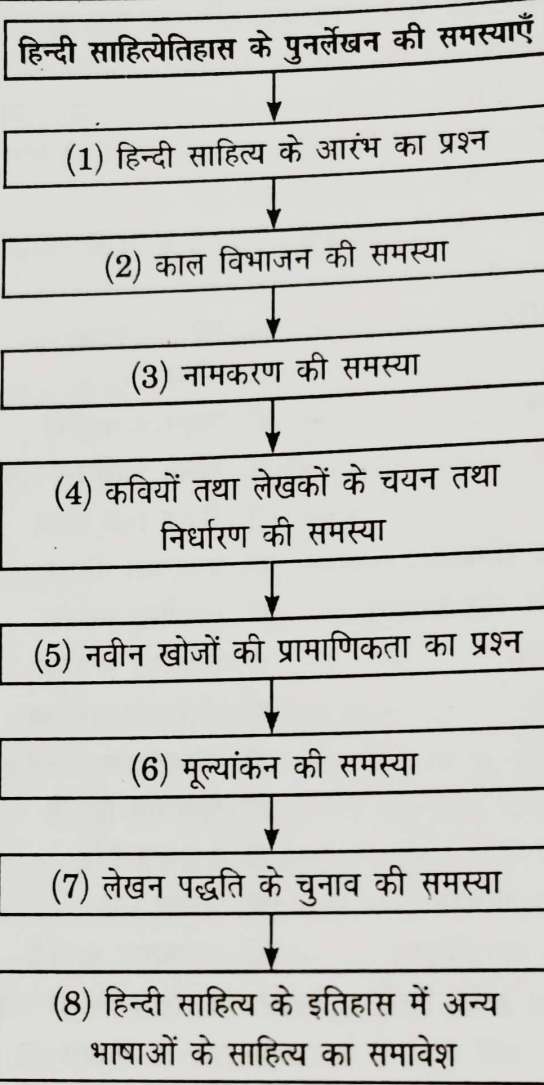 हिन्दी साहित्येतिहास के पुनर्लेखन की समस्याएँ
(1) हिन्दी साहित्य के आरंभ का प्रश्न
(2) काल विभाजन की समस्या
(3) नामकरण की समस्या
(4) कवियों तथा लेखकों के चयन तथा
निर्धारण की समस्या
(5) नवीन खोजों की प्रामाणिकता का प्रश्न
(6) मूल्यांकन की समस्या
(7) लेखन पद्धति के चुनाव की समस्या
(8) हिन्दी साहित्य के इतिहास में अन्य
भाषाओं के साहित्य का समावेश